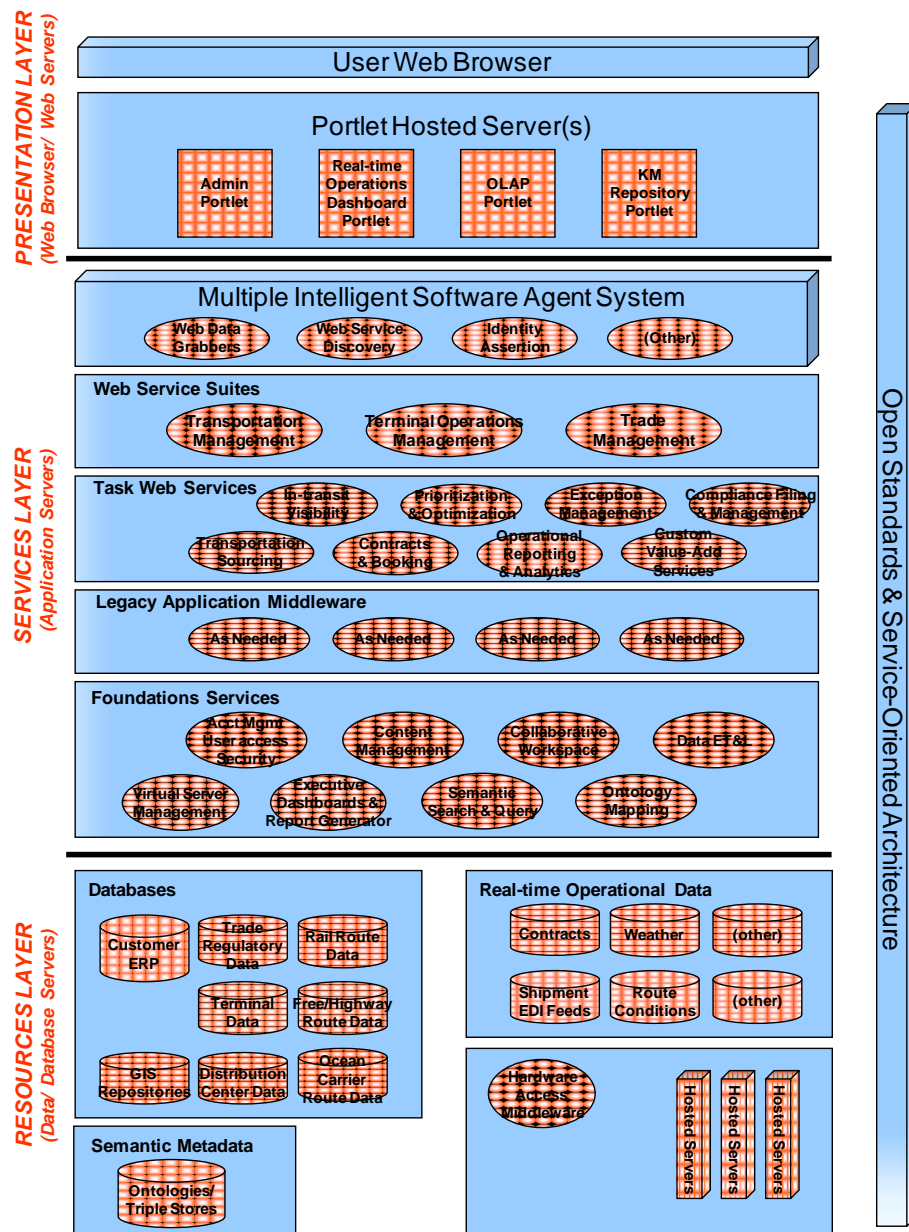 PRESENTATION LAYER
(Web Browser/ Web Servers)
User Web Browser
Portlet Hosted Server(s)
Admin
Portlet
Real-time
Operations
Dashboard
Portlet
OLAP
Portlet
KM
Repository
Portlet
SERVICES LAYER
(Application Servers)
Multiple Intelligent Software Agent System
Web Data
Grabbers
Web Service
Discovery
Identity
Assertion
(Other)
Web Service Suites
Transportation
Management
Terminal Operations
Management
Trade
Management
Task Web Services
In-transit
Visibility
Prioritization
& Optimization
Exception
Management
Compliance Filing
& Management
Transportation
Sourcing
Contracts
& Booking
Operational
Reporting
& Analytics
Custom
Value-Add
Services
Legacy Application Middleware
As Needed
As Needed
As Needed
As Needed
Foundations Services
Acct Mgmt
User access
Security
Content
Management
Collaborative
Workspace
Data ET&L
Virtual Server
Management
Executive
Dashboards &
Report Generator
Semantic
Search & Query
Ontology
Mapping
RESOURCES LAYER
(Data/ Database Servers)
Databases
Customer
ERP
Trade
Regulatory
Data
Rail Route
Data
Terminal
Data
Free/Highway
Route Data
GIS
Repositories
Distribution
Center Data
Ocean
Carrier
Route Data
Semantic Metadata
Ontologies/
Triple Stores
Real-time Operational Data
Contracts
Weather
(other)
Shipment
EDI Feeds
Route
Conditions
(other)
Hardware
Access
Middleware
Hosted Servers
Hosted Servers
Hosted Servers
Open Standards & Service-Oriented Architecture